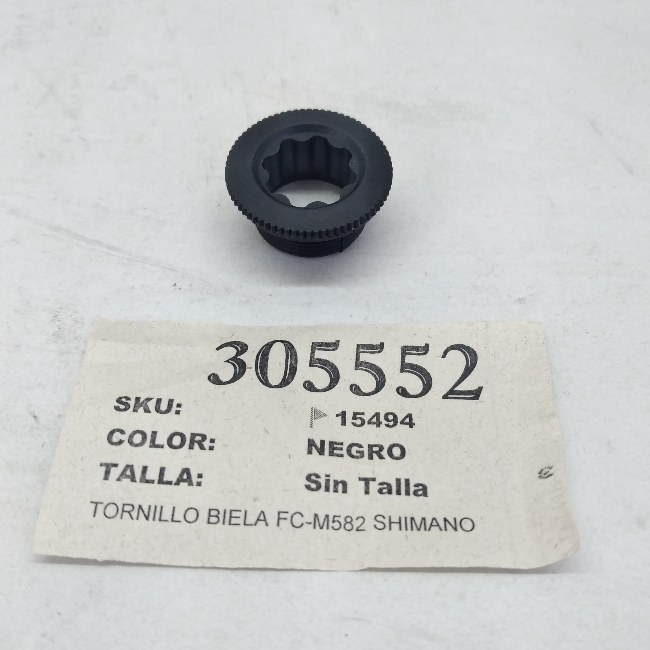 305552
SKU: 15494
COLOR: NEGRO
TALLA: Sin Talla
TORNILLO BIELA FC-M582 SHIMANO